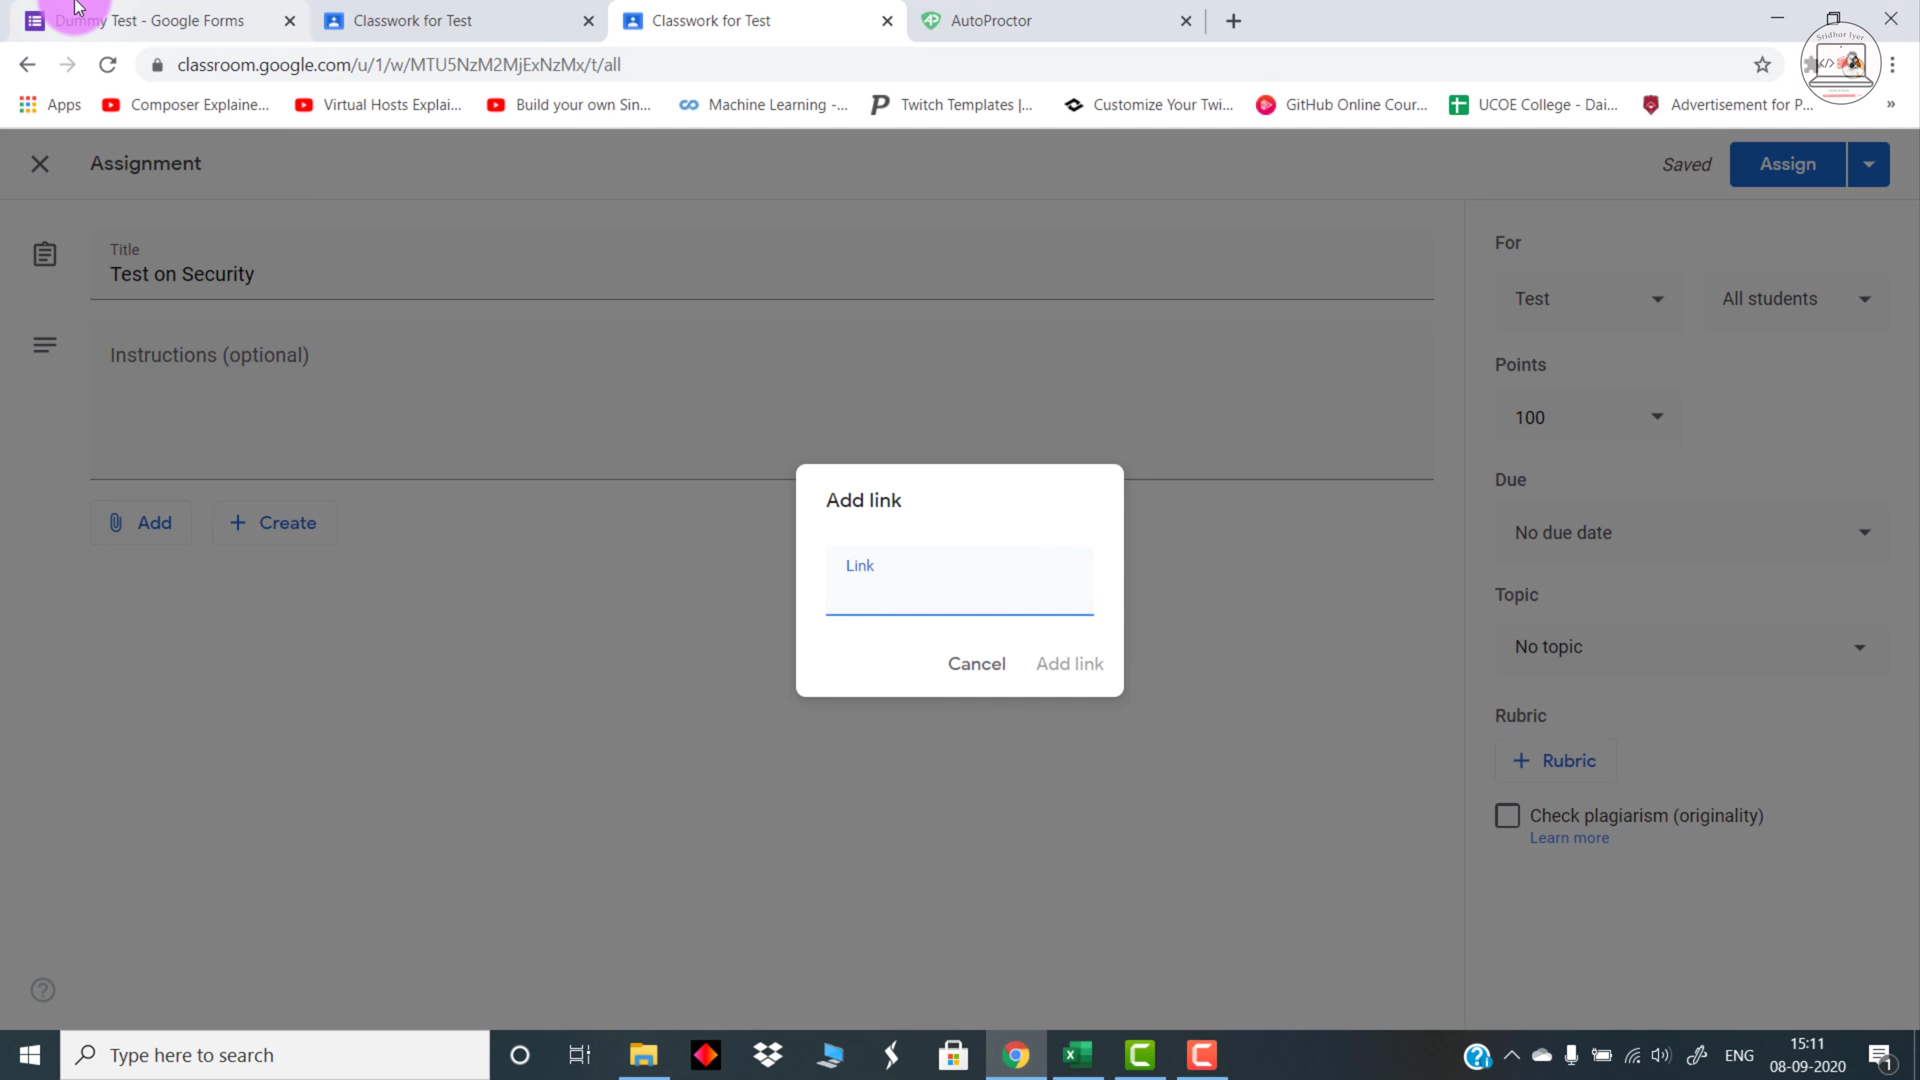 Dummy Test - Google Forms
Classwork for Test
Classwork for Test
AutoProctor
classroom.google.com/u/1/w/MTU5NzM2MjExNzMx/t/all
Sridhar Iyer
Apps
Composer Explaine...
Virtual Hosts Explai...
Build your own Sin...
Machine Learning -...
Twitch Templates |...
Customize Your Twi...
GitHub Online Cour...
UCOE College - Dai...
Advertisement for P...
»
Assignment
Saved
Assign
Title
Test on Security
Instructions (optional)
Add
Create
For
Test
All students
Points
100
Due
No due date
Topic
No topic
Rubric
Rubric
Check plagiarism (originality)
Learn more
Add link
Link
Cancel
Add link
Type here to search
ENG
15:11
08-09-2020
1